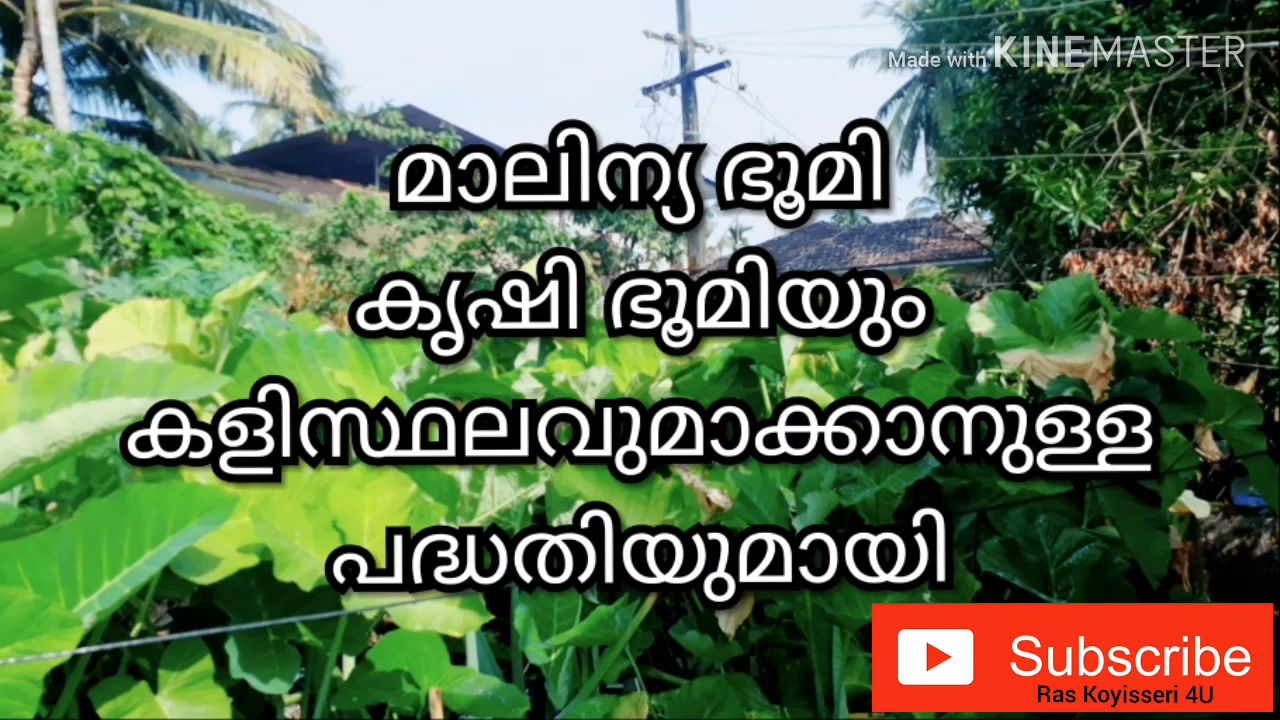 Made with KINEMASTER
മാലിന്യ ഭൂമി
കൃഷി ഭൂമിയും
കളിസ്ഥലവുമാക്കാനുള്ള
പദ്ധതിയുമായി
Subscribe
Ras Koyisseri 4U